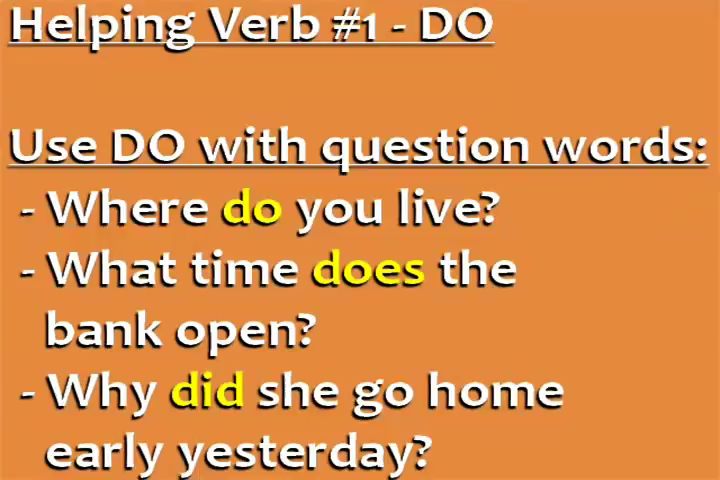 Helping Verb #1 - DO
Use DO with question words:
- Where do you live?
- What time does the
bank open?
- Why did she go home
early yesterday?